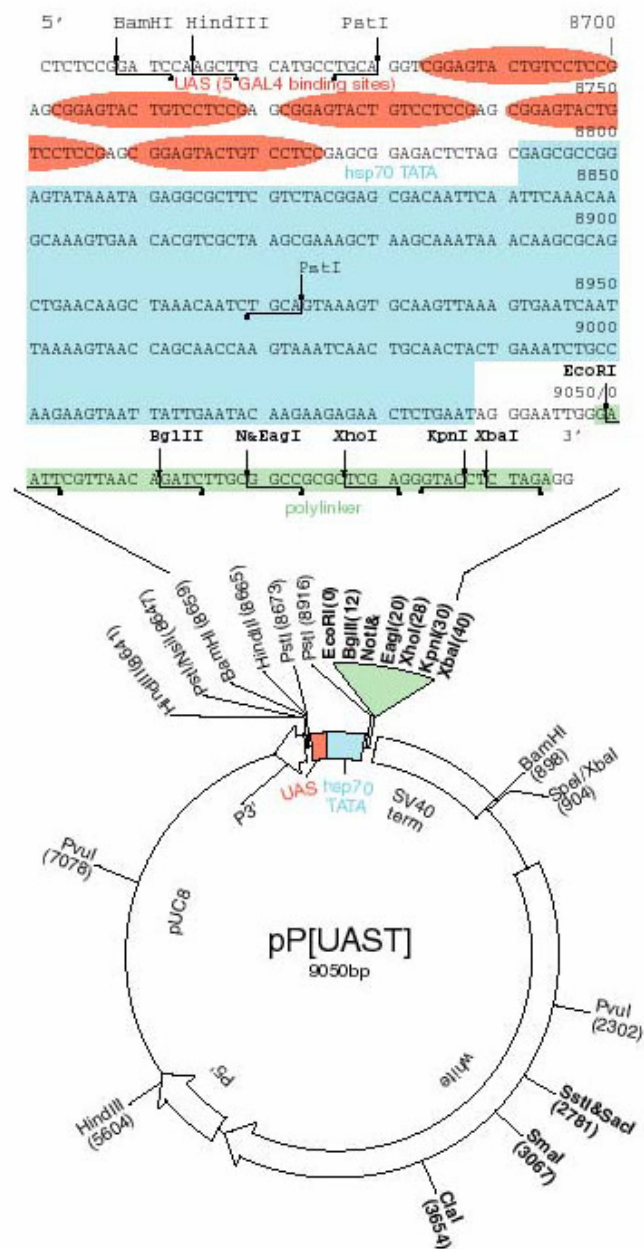 5' BamHI HindIII PstI 8700
CTCTCCGGA TCCAAGCTTG CATGCCTGCA GGTCGGAGTA CTGTCCTCCG
UAS (5 GAL4 binding sites) 8750
AGCGGAGTAC TGTCCTCCGA GCGGAGTACT GTCCTCCGAG CGGAGTACTG
8800
TCCTCCGAGC GGAGTACTGT CCTCCGAGCG GAGACTCTAGC GAGCGCCGG
hsp70 TATA 8850
AGTATAAATA GAGGCGCTTC GTCTACGGAG CGACAATTCA ATTCAAACAA
8900
GCAAAGTGAA CACGTCGCTA AGCGAAAGCT AAGCAAATAA ACAAGCGCAG
PstI 8950
CTGAACAAGC TAAACAATCT GCAGTAAAGT GCAAGTTAAA GTGAATCAAT
9000
TAAAAGTAACC CAGCAACCAA GTAAATCAAC TGCAACTACT GAAATCTGCC
EcoRI
9050/0
AAGAAGTAAT TATTGAATAC AAGAAGAGAA CTCTGAATAG GGAATTGGGA
BglII N&EagI XhoI KpnI XbaI 3'
ATTCGTTAAC AGATCTTGCG GCCGCGCTCG AGGGTACCTC TAGAGG
polylinker
HindIII (8641)
PstI/NsiI (8647)
BamHI (8659)
HindIII (8665)
PstI (8673)
PstI (8916)
EcoRI(0)
BglII(12)
NotI&
EagI(20)
XhoI(28)
KpnI(30)
XbaI(40)
BamHI
(898)
SpeI/XbaI
(904)
P3'
UAS
hsp70
TATA
SV40
term
PvuI
(7078)
pUC8
pP[UAST]
9050bp
PvuI
(2302)
white
SstI&SacI
(2781)
SmaI
(3067)
ClaI
(3654)
P5'
HindIII
(5604)